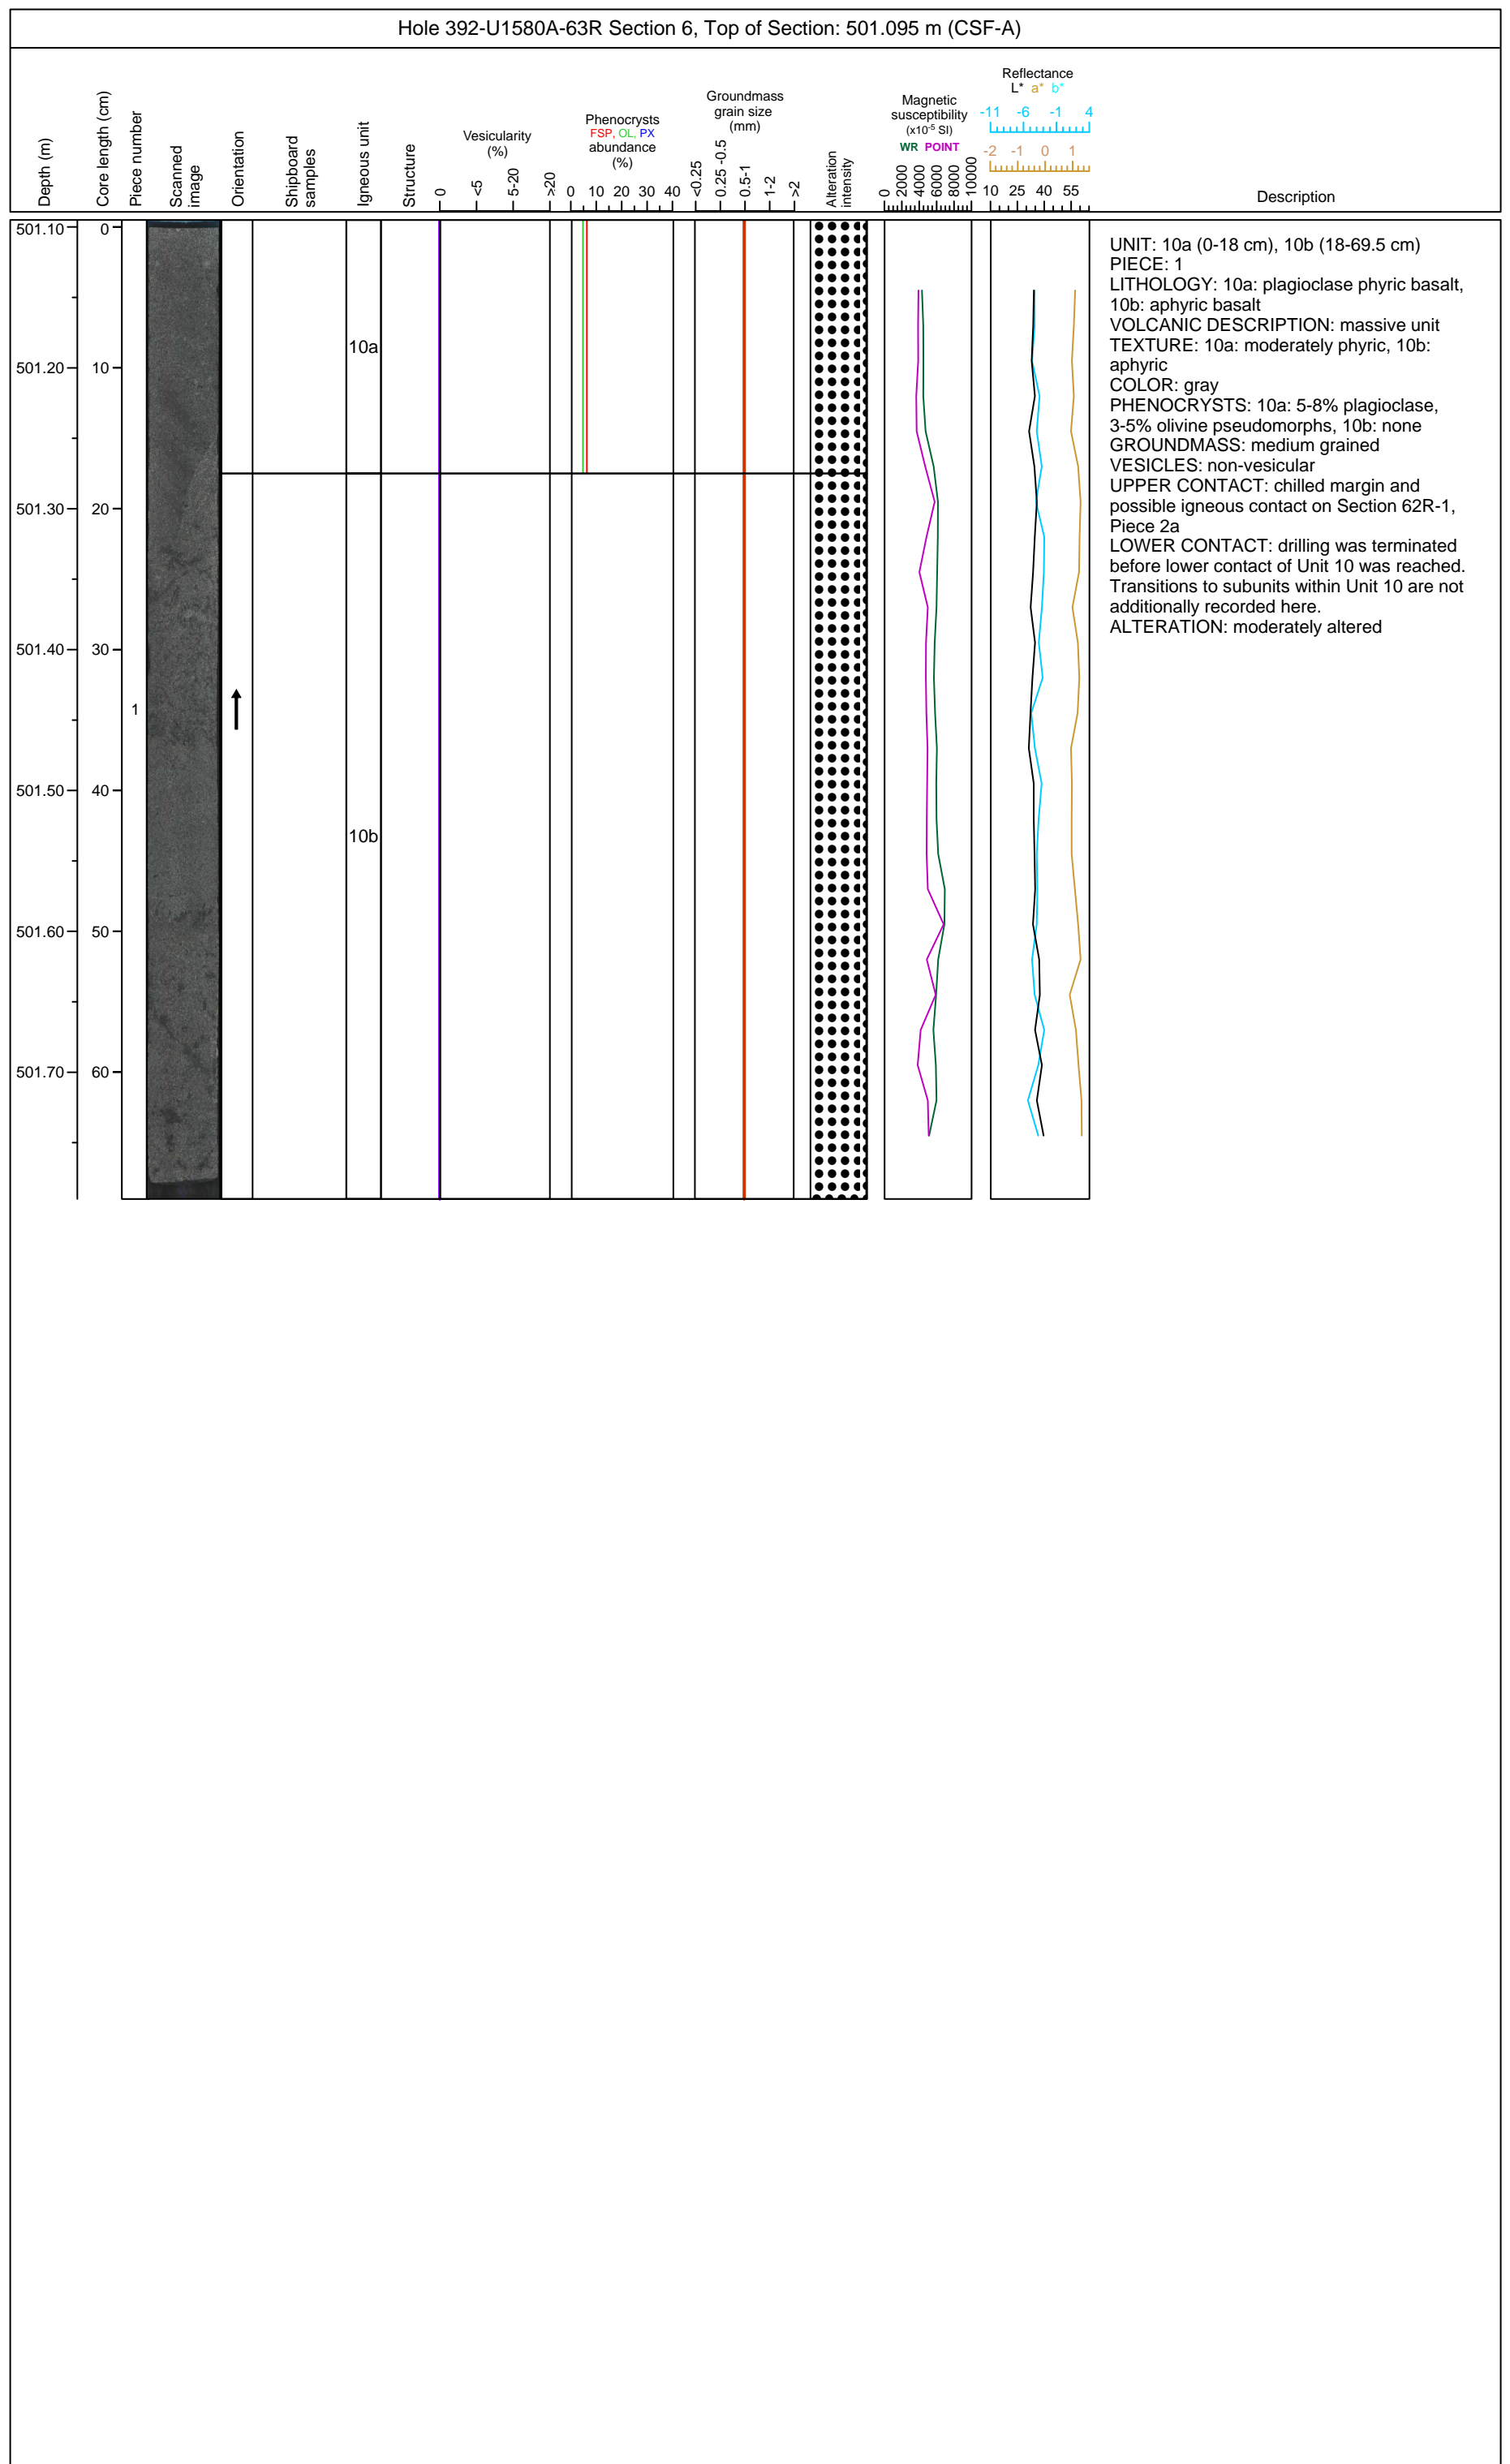 Hole 392-U1580A-63R Section 6, Top of Section: 501.095 m (CSF-A)
Depth (m)
Core length (cm)
Piece number
Scanned
image
Orientation
Shipboard
samples
Igneous unit
Structure
Vesicularity
(%)
0 <5 5-20 >20
Phenocrysts
FSP, OL, PX
abundance
(%)
0 10 20 30 40
Groundmass
grain size
(mm)
<0.25 0.25 -0.5 0.5-1 1-2 >2
Alteration
intensity
Magnetic
susceptibility
(x10-5 SI)
WR POINT
0 2000 4000 6000 8000 10000
Reflectance
L* a* b*
-11 -6 -1 4
-2 -1 0 1
10 25 40 55
Description
501.10 0
501.20 10
501.30 20
501.40 30
501.50 40
501.60 50
501.70 60
1
10a
10b
UNIT: 10a (0-18 cm), 10b (18-69.5 cm)
PIECE: 1
LITHOLOGY: 10a: plagioclase phyric basalt,
10b: aphyric basalt
VOLCANIC DESCRIPTION: massive unit
TEXTURE: 10a: moderately phyric, 10b:
aphyric
COLOR: gray
PHENOCRYSTS: 10a: 5-8% plagioclase,
3-5% olivine pseudomorphs, 10b: none
GROUNDMASS: medium grained
VESICLES: non-vesicular
UPPER CONTACT: chilled margin and
possible igneous contact on Section 62R-1,
Piece 2a
LOWER CONTACT: drilling was terminated
before lower contact of Unit 10 was reached.
Transitions to subunits within Unit 10 are not
additionally recorded here.
ALTERATION: moderately altered